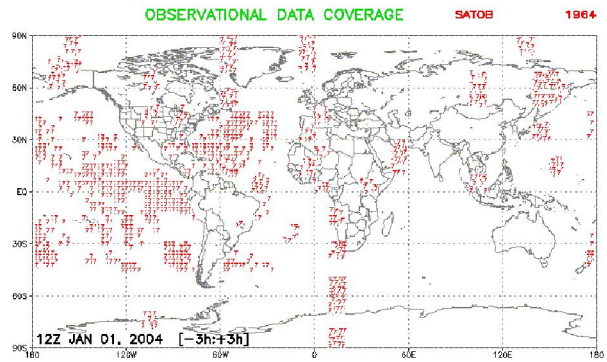 OBSERVATIONAL DATA COVERAGE SATOB 1964
90N
60N
30N
EQ
30S
60S
90S
12Z JAN 01, 2004 [-3h:+3h]
180 120W 60W 0 60E 120E 180